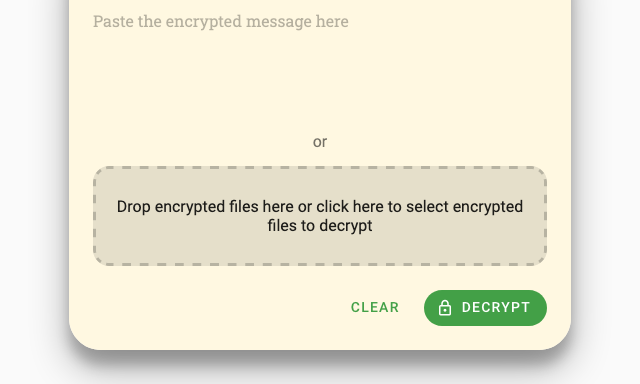 Paste the encrypted message here
or
Drop encrypted files here or click here to select encrypted
files to decrypt
CLEAR
DECRYPT